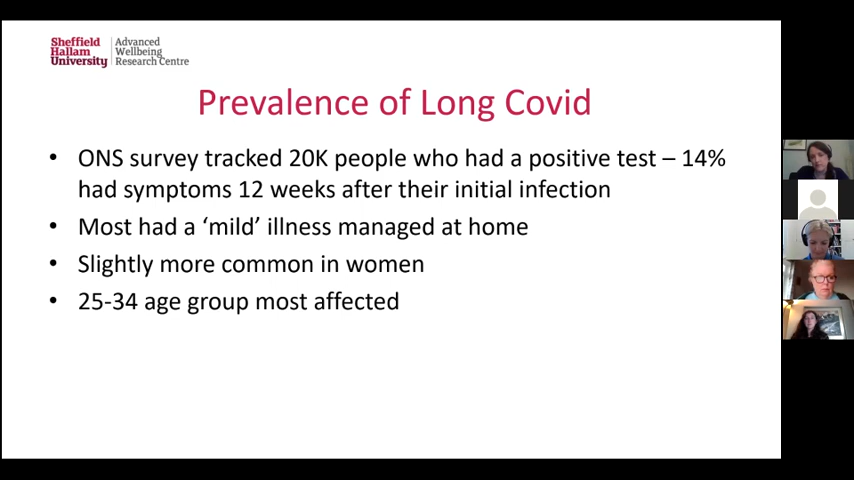 Sheffield
Hallam
University
Advanced
Wellbeing
Research Centre
Prevalence of Long Covid
• ONS survey tracked 20K people who had a positive test – 14%
had symptoms 12 weeks after their initial infection
• Most had a ‘mild’ illness managed at home
• Slightly more common in women
• 25-34 age group most affected